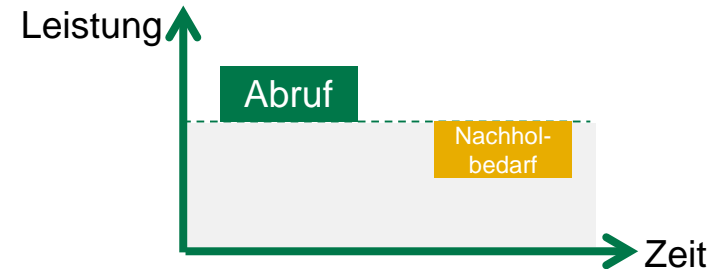 Leistung
Abruf
Nachhol-
bedarf
Zeit